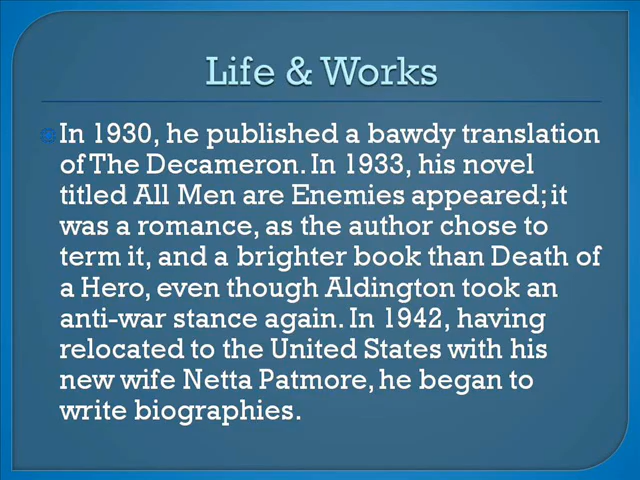 Life & Works
In 1930, he published a bawdy translation
of The Decameron. In 1933, his novel
titled All Men are Enemies appeared; it
was a romance, as the author chose to
term it, and a brighter book than Death of
a Hero, even though Aldington took an
anti-war stance again. In 1942, having
relocated to the United States with his
new wife Netta Patmore, he began to
write biographies.